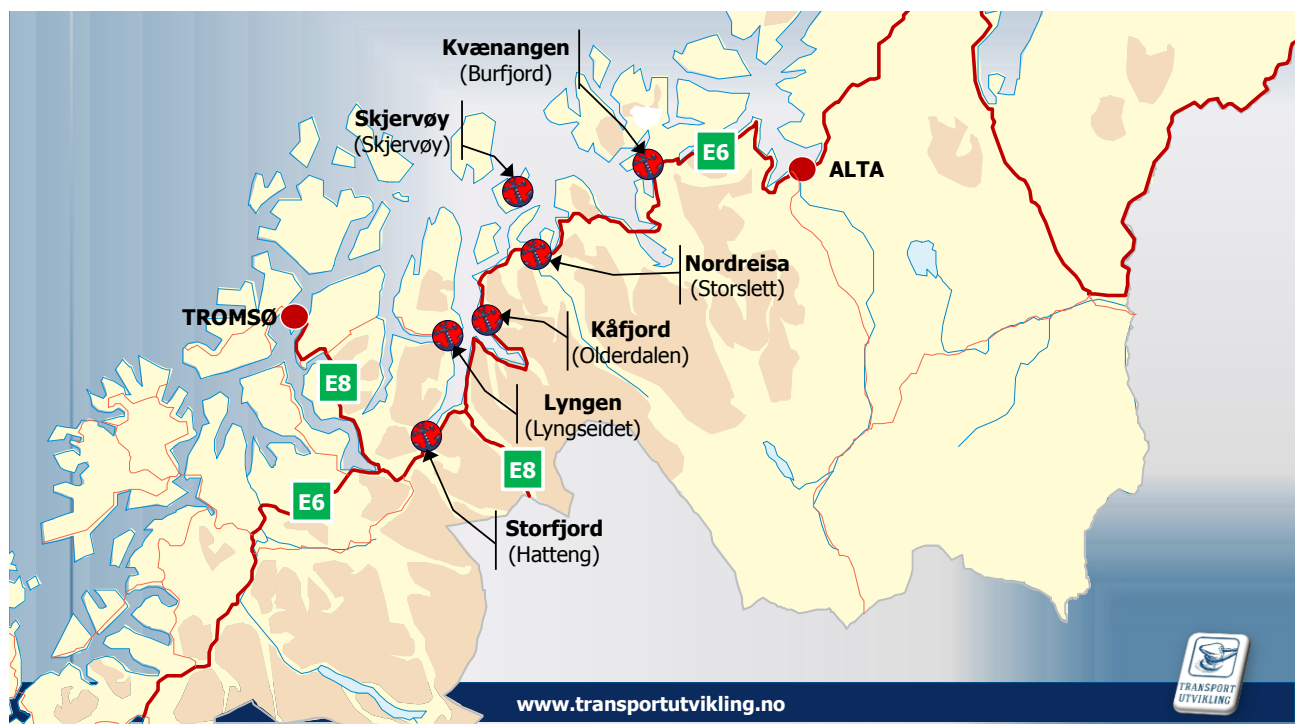 Kvænangen
(Burfjord)
Skjervøy
(Skjervøy)
E6
ALTA
Nordreisa
(Storslett)
TROMSØ
Kåfjord
(Olderdalen)
E8
Lyngen
(Lyngseidet)
E8
E6
Storfjord
(Hatteng)
TRANSPORT
UTVIKLING
www.transportutvikling.no